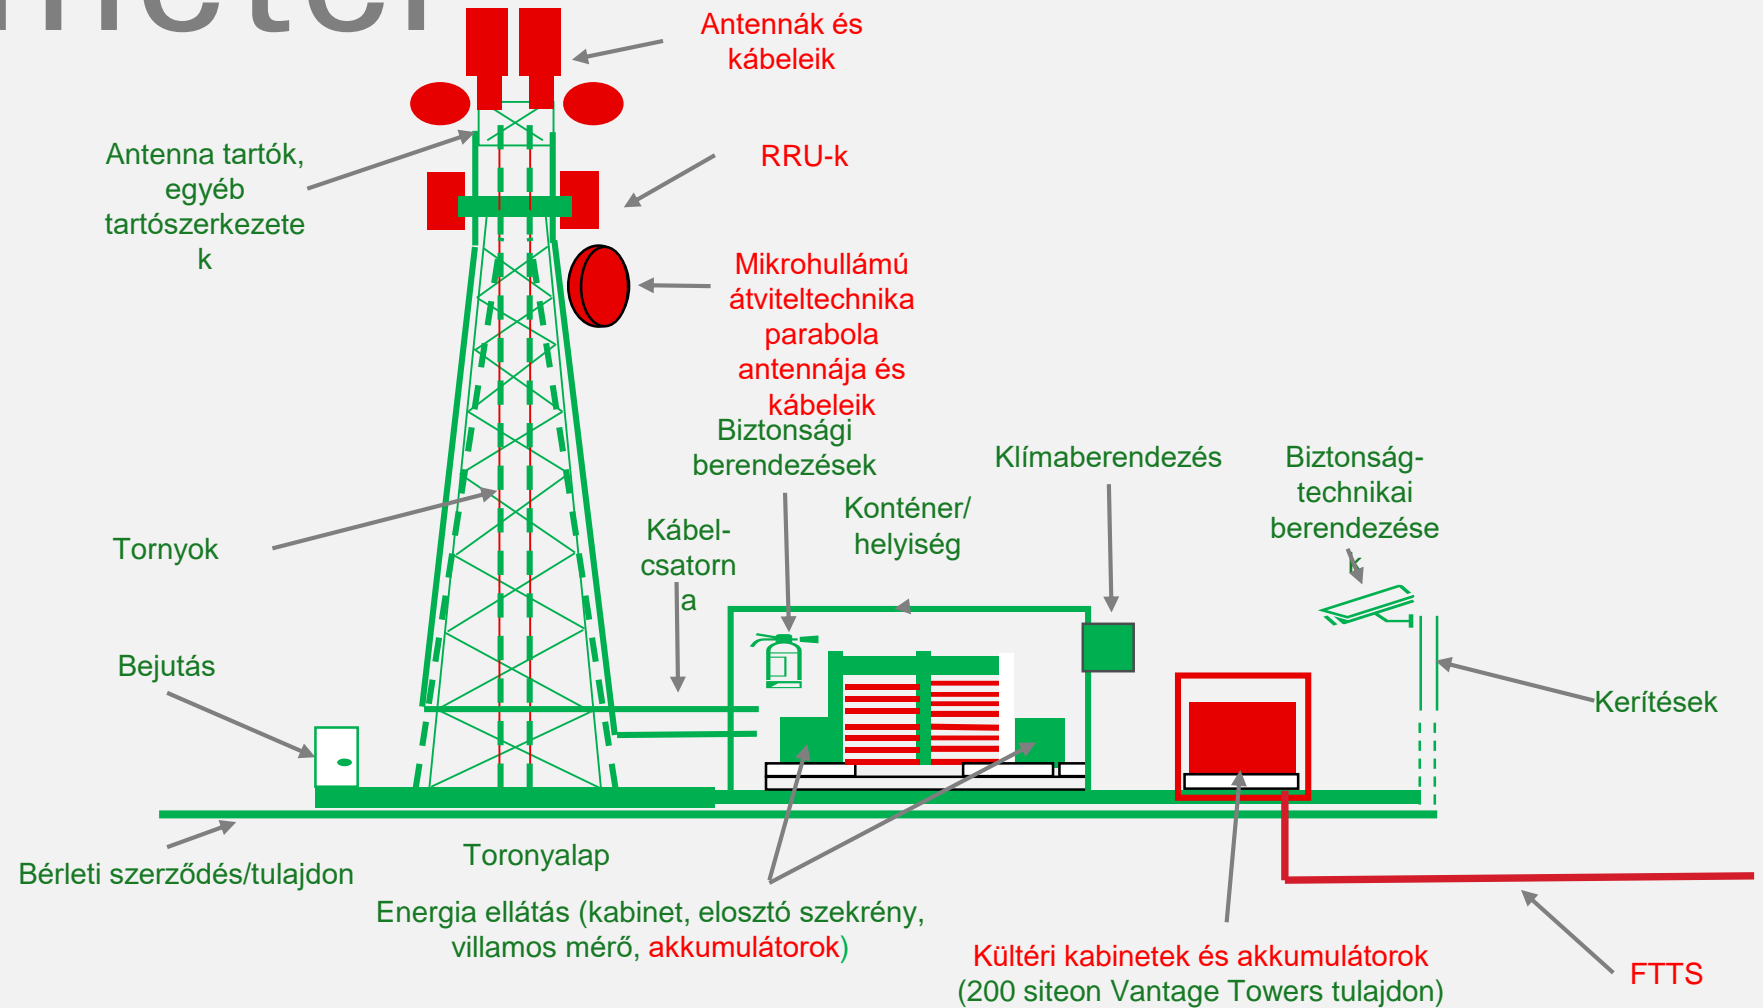 Antennák és
kábeleik
Antenna tartók,
egyéb
tartószerkezete
k
RRU-k
Mikrohullámú
átviteltechnika
parabola
antennája és
kábeleik
Biztonsági
berendezések
Klímaberendezés
Biztonság-
technikai
berendezése
k
Konténer/
helyiség
Kábel-
csatorn
a
Tornyok
Bejutás
Kerítések
Bérleti szerződés/tulajdon
Toronyalap
Energia ellátás (kabinet, elosztó szekrény,
villamos mérő, akkumulátorok)
Kültéri kabinetek és akkumulátorok
(200 siteon Vantage Towers tulajdon)
FTTS